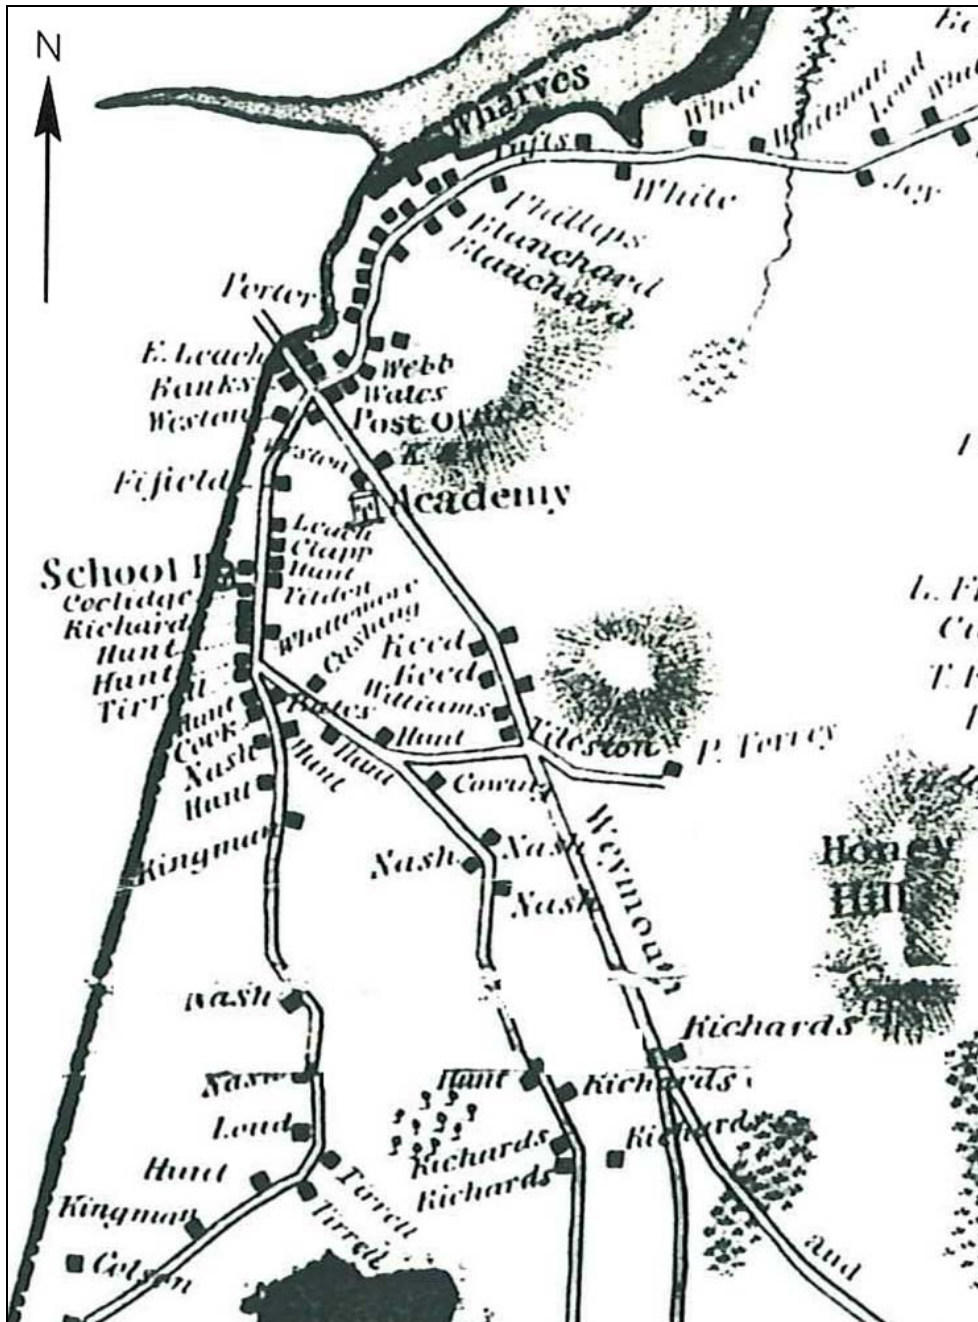 N
Wharves
Tufts
White
Whitman
Loud
White
Joy
Phillips
Blanchard
Blanchard
Porter
E. Leach
Banks
Weston
Webb
Wales
Post Office
Weston
Fifield
Academy
Leach
Clapp
Hunt
Tilden
School H
Coolidge
Richard
Hunt
Hunt
Tirrell
Whittemore
Cushing
Reed
Reed
Williams
Hunt
Bates
Cook
Nash
Hunt
Hunt
Hunt
Hunt
Tileston
P. Torrey
Cowing
Kingman
Nash
Nash
Nash
Weymouth
Honey
Hill
Nash
Richards
Nash
Hunt
Richards
Loud
Richards
Richards
Richards
Hunt
Tirrell
Tirrell
Kingman
Colson
and